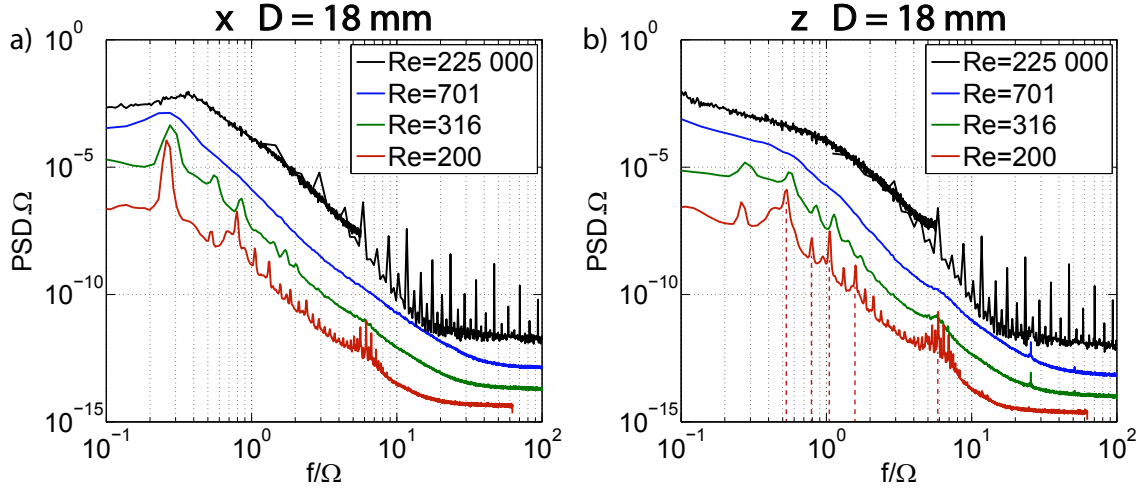 x D = 18 mm
a)
10^0
10^-5
10^-10
10^-15
PSD.Ω
Re=225 000
Re=701
Re=316
Re=200
10^-1
10^0
10^1
10^2
f/Ω
z D = 18 mm
b)
10^0
10^-5
10^-10
10^-15
PSD.Ω
Re=225 000
Re=701
Re=316
Re=200
10^-1
10^0
10^1
10^2
f/Ω